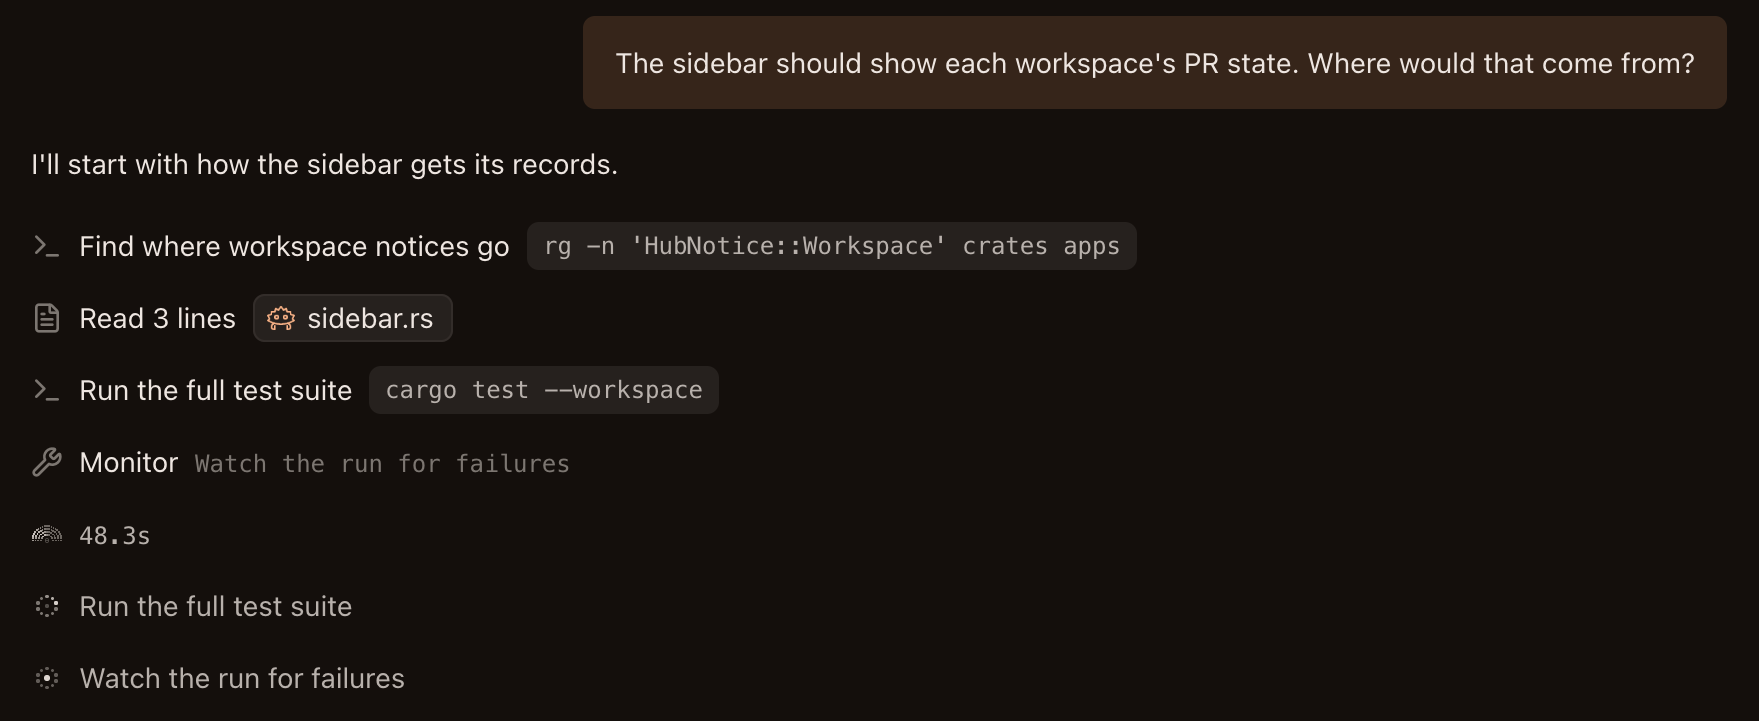 The sidebar should show each workspace's PR state. Where would that come from?
I'll start with how the sidebar gets its records.
Find where workspace notices go rg -n 'HubNotice::Workspace' crates apps
Read 3 lines sidebar.rs
Run the full test suite cargo test --workspace
Monitor Watch the run for failures
48.3s
Run the full test suite
Watch the run for failures